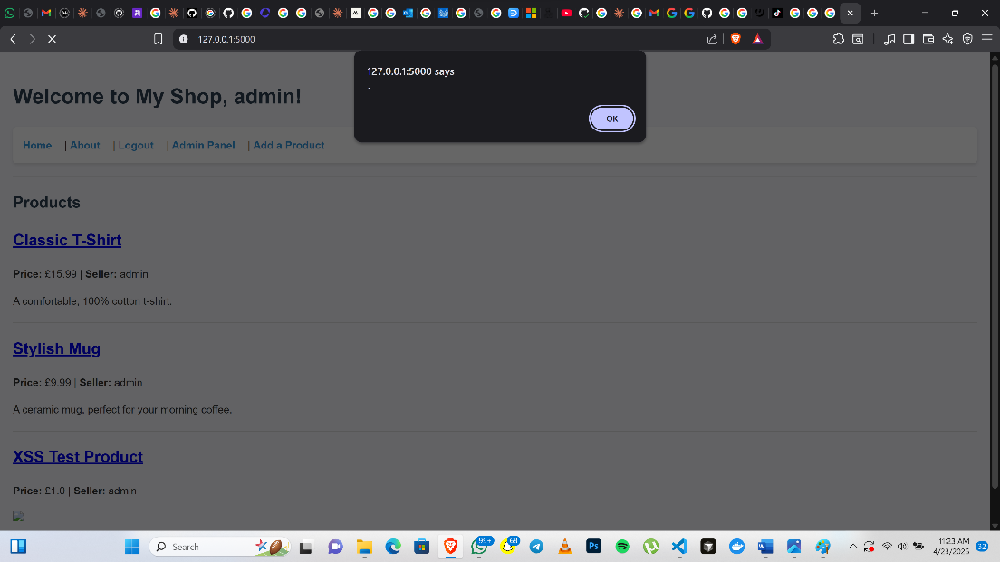 127.0.0.1:5000
127.0.0.1:5000 says
1
OK
Welcome to My Shop, admin!
Home | About | Logout | Admin Panel | Add a Product
Products
Classic T-Shirt
Price: £15.99 | Seller: admin
A comfortable, 100% cotton t-shirt.
Stylish Mug
Price: £9.99 | Seller: admin
A ceramic mug, perfect for your morning coffee.
XSS Test Product
Price: £1.0 | Seller: admin
Search
99+
68
11:23 AM
4/23/2026
32